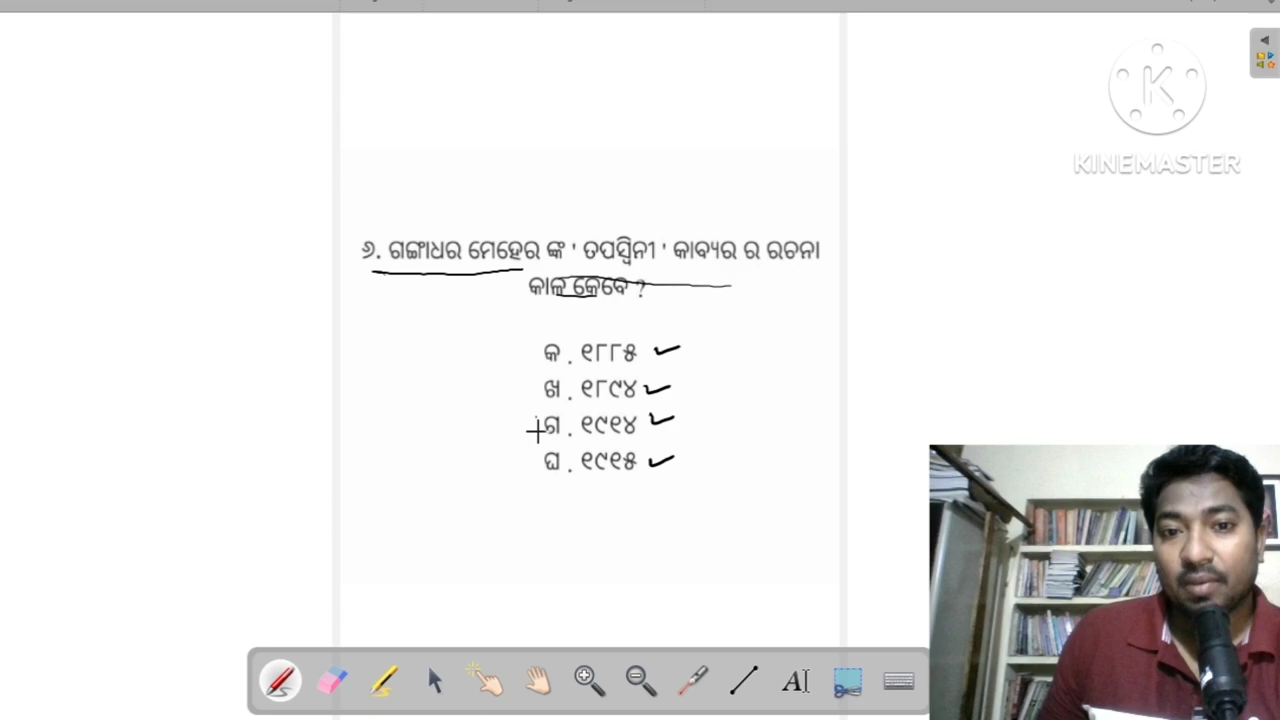 KINEMASTER
୬. ଗଙ୍ଗାଧର ମେହେର ଙ୍କ ' ତପସ୍ୱିନୀ ' କାବ୍ୟର ର ରଚନା
କାଳ କେବେ ?
କ . ୧୮୮୫
ଖ . ୧୮୯୪
ଗ . ୧୯୧୪
ଘ . ୧୯୧୫